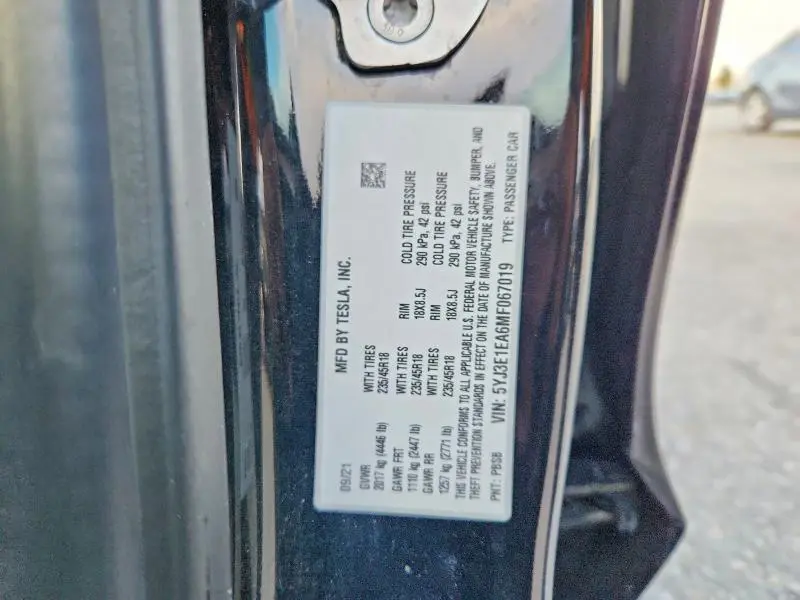 MFD BY TESLA, INC.
09/21
GVWR WITH TIRES
2017 kg (4446 lb) 235/45R18
GAWR FRT WITH TIRES RIM COLD TIRE PRESSURE
1110 kg (2447 lb) 235/45R18 18X8.5J 290 kPa, 42 psi
GAWR RR WITH TIRES RIM COLD TIRE PRESSURE
1257 kg (2771 lb) 235/45R18 18X8.5J 290 kPa, 42 psi
THIS VEHICLE CONFORMS TO ALL APPLICABLE U.S. FEDERAL MOTOR VEHICLE SAFETY, BUMPER, AND
THEFT PREVENTION STANDARDS IN EFFECT ON THE DATE OF MANUFACTURE SHOWN ABOVE.
PNT: PBSB VIN: 5YJ3E1EA6MF067019 TYPE: PASSENGER CAR